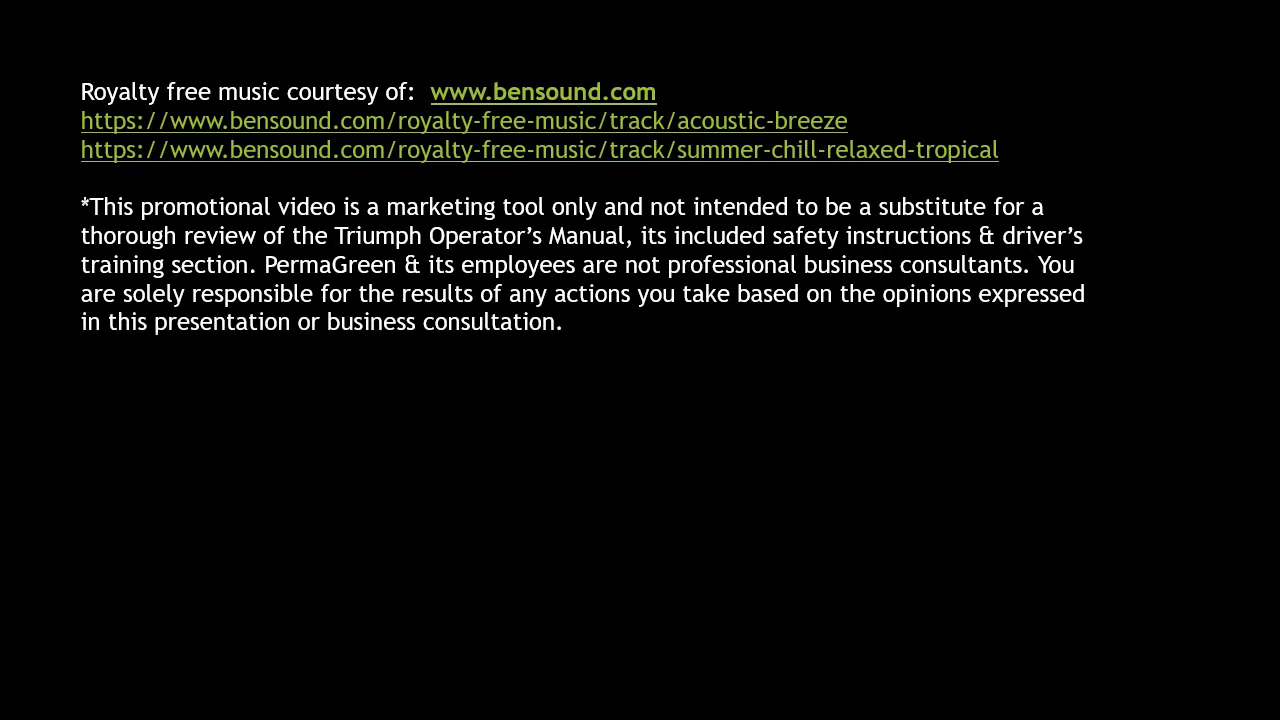 Royalty free music courtesy of:  www.bensound.com
https://www.bensound.com/royalty-free-music/track/acoustic-breeze
https://www.bensound.com/royalty-free-music/track/summer-chill-relaxed-tropical
*This promotional video is a marketing tool only and not intended to be a substitute for a
thorough review of the Triumph Operator’s Manual, its included safety instructions & driver’s
training section. PermaGreen & its employees are not professional business consultants. You
are solely responsible for the results of any actions you take based on the opinions expressed
in this presentation or business consultation.